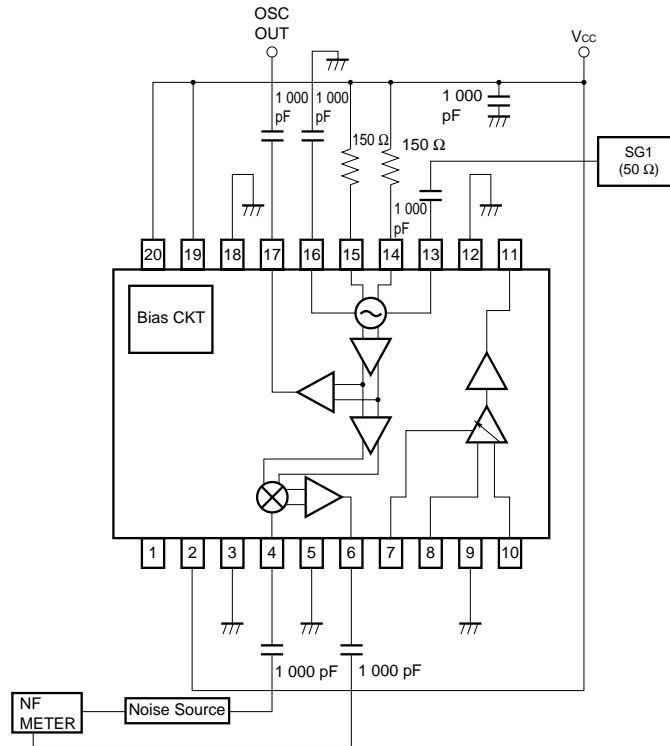 OSC
OUT
VCC
1 000
pF
1 000
pF
150 Ω
150 Ω
1 000
pF
SG1
(50 Ω)
1 000
pF
20
19
18
17
16
15
14
13
12
11
Bias CKT
1
2
3
4
5
6
7
8
9
10
1 000 pF
1 000 pF
NF
METER
Noise Source